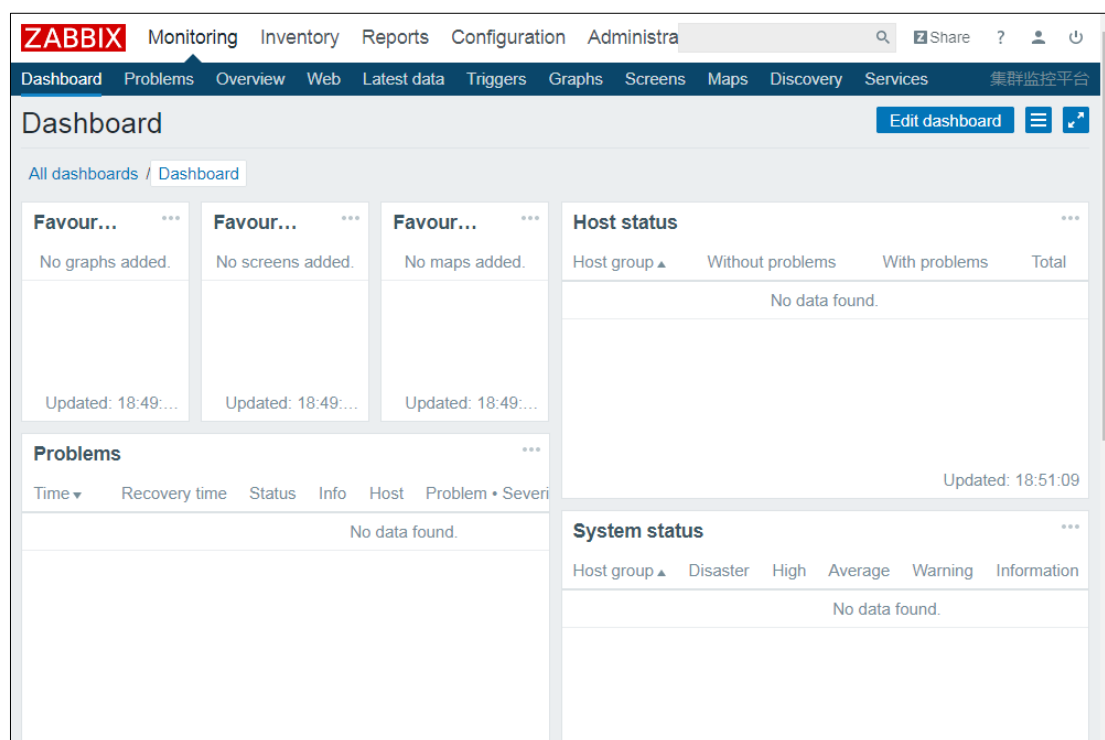 ZABBIX Monitoring Inventory Reports Configuration Administra Z Share ?
Dashboard Problems Overview Web Latest data Triggers Graphs Screens Maps Discovery Services 集群监控平台
Dashboard Edit dashboard
All dashboards / Dashboard
Favour... Favour... Favour... Host status
No graphs added. No screens added. No maps added. Host group ▲ Without problems With problems Total
No data found.
Updated: 18:49:... Updated: 18:49:... Updated: 18:49:...
Problems
Updated: 18:51:09
Time ▼ Recovery time Status Info Host Problem • Severi
No data found. System status
Host group ▲ Disaster High Average Warning Information
No data found.